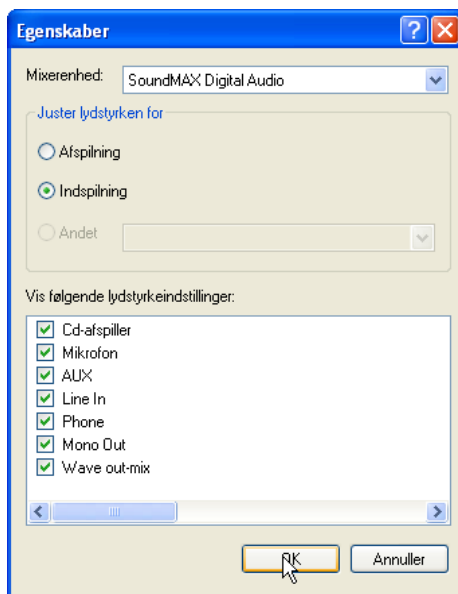 Egenskaber
Mixerenhed: SoundMAX Digital Audio
Juster lydstyrken for
Afspilning
Indspilning
Andet
Vis følgende lydstyrkeindstillinger:
Cd-afspiller
Mikrofon
AUX
Line In
Phone
Mono Out
Wave out-mix
OK Annuller